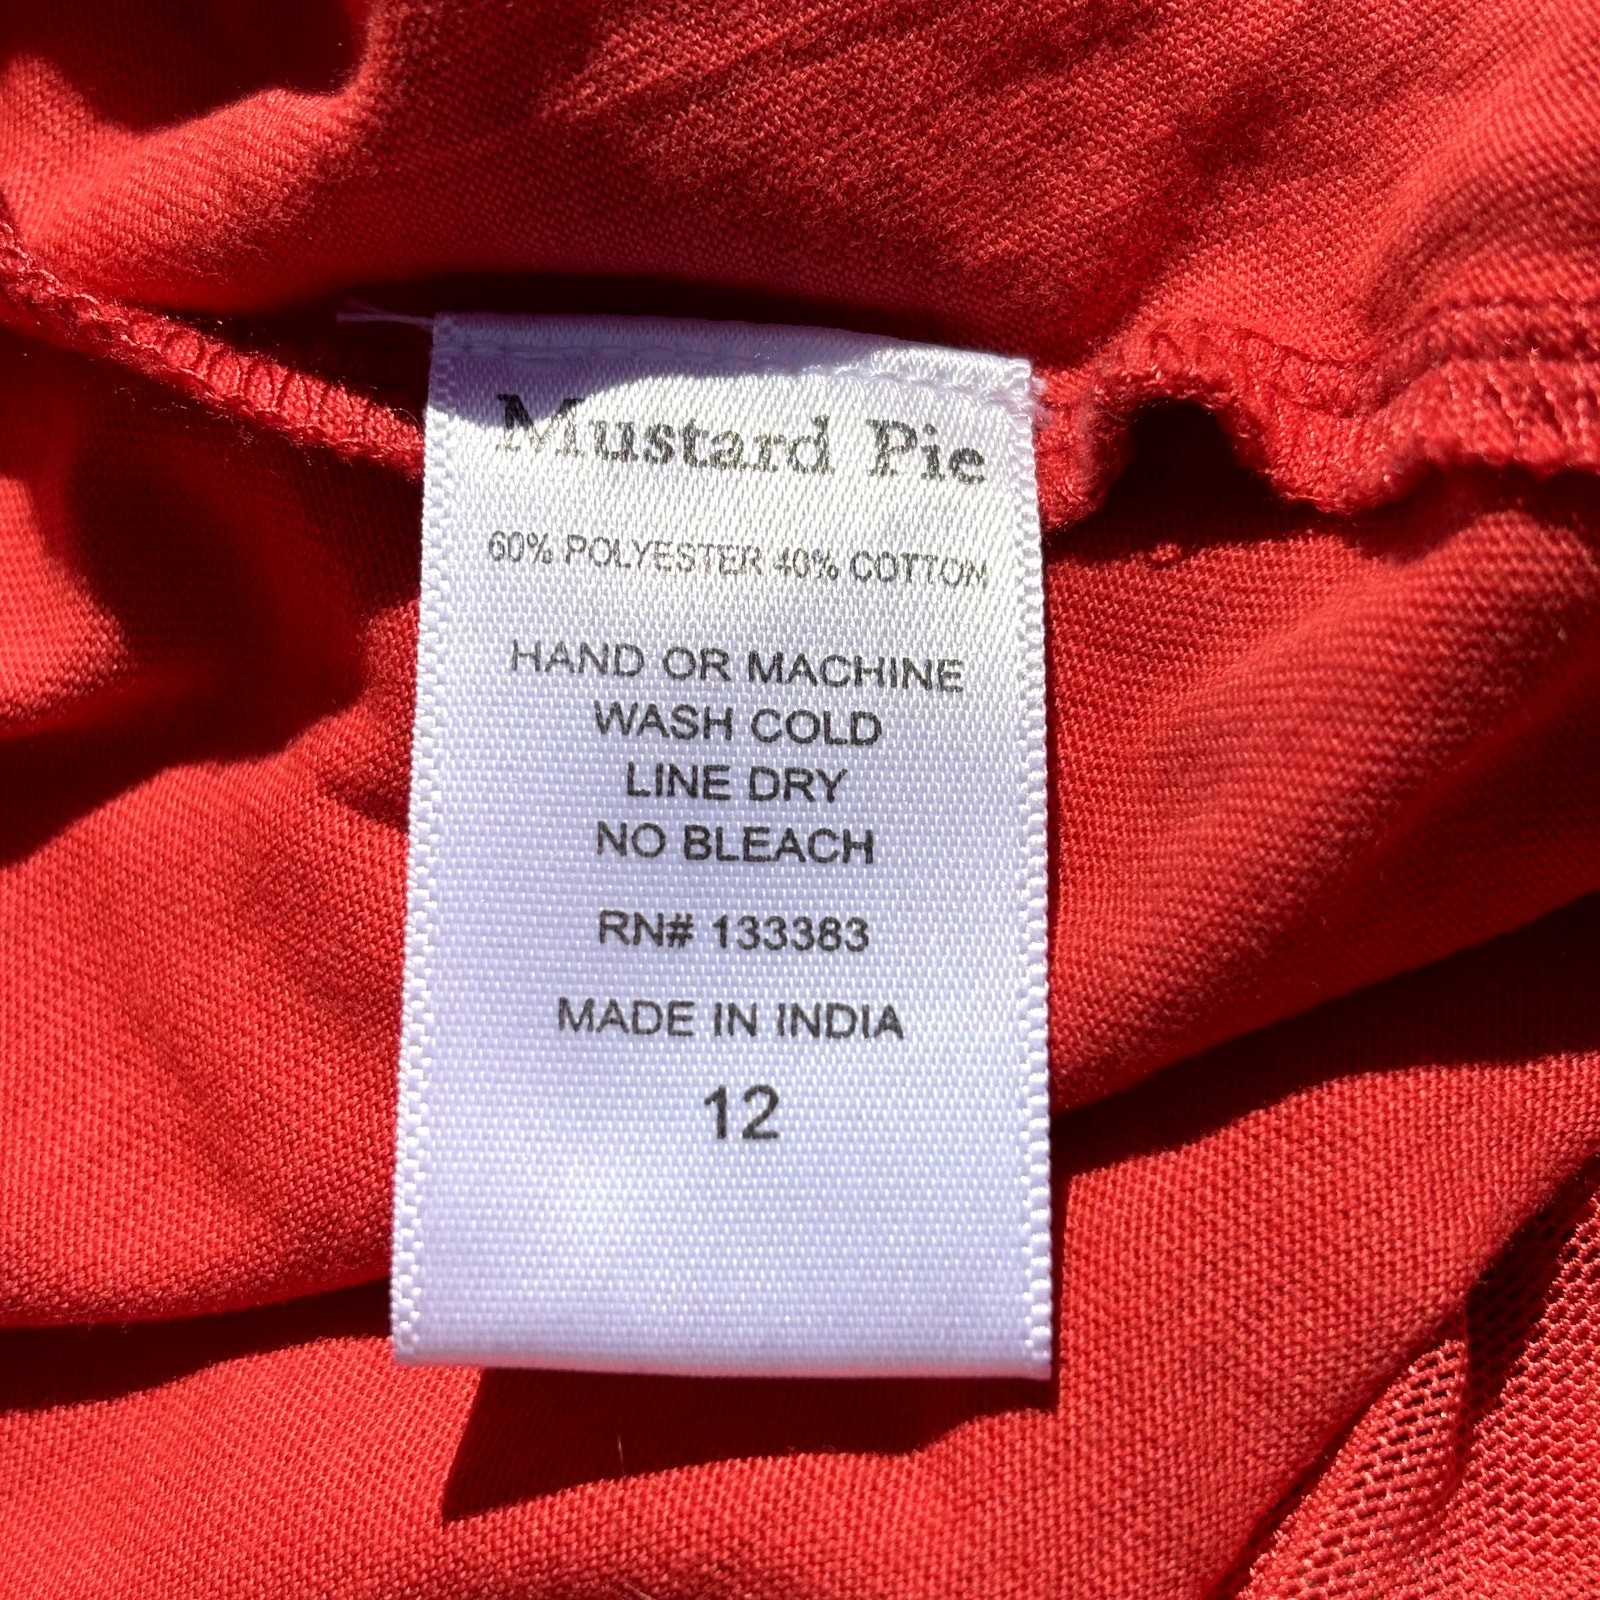 Mustard Pie
60% POLYESTER 40% COTTON
HAND OR MACHINE
WASH COLD
LINE DRY
NO BLEACH
RN# 133383
MADE IN INDIA
12